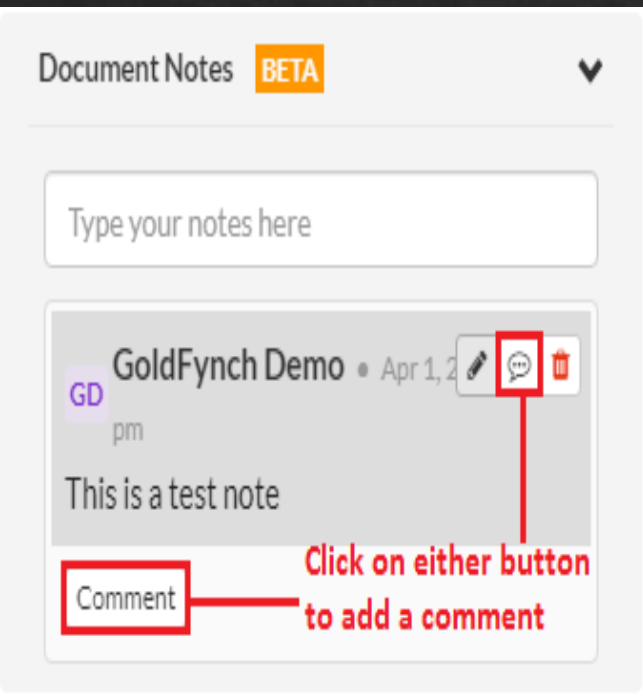 Document Notes BETA
Type your notes here
GoldFynch Demo • Apr 1, 2
GD
pm
This is a test note
Click on either button
to add a comment
Comment